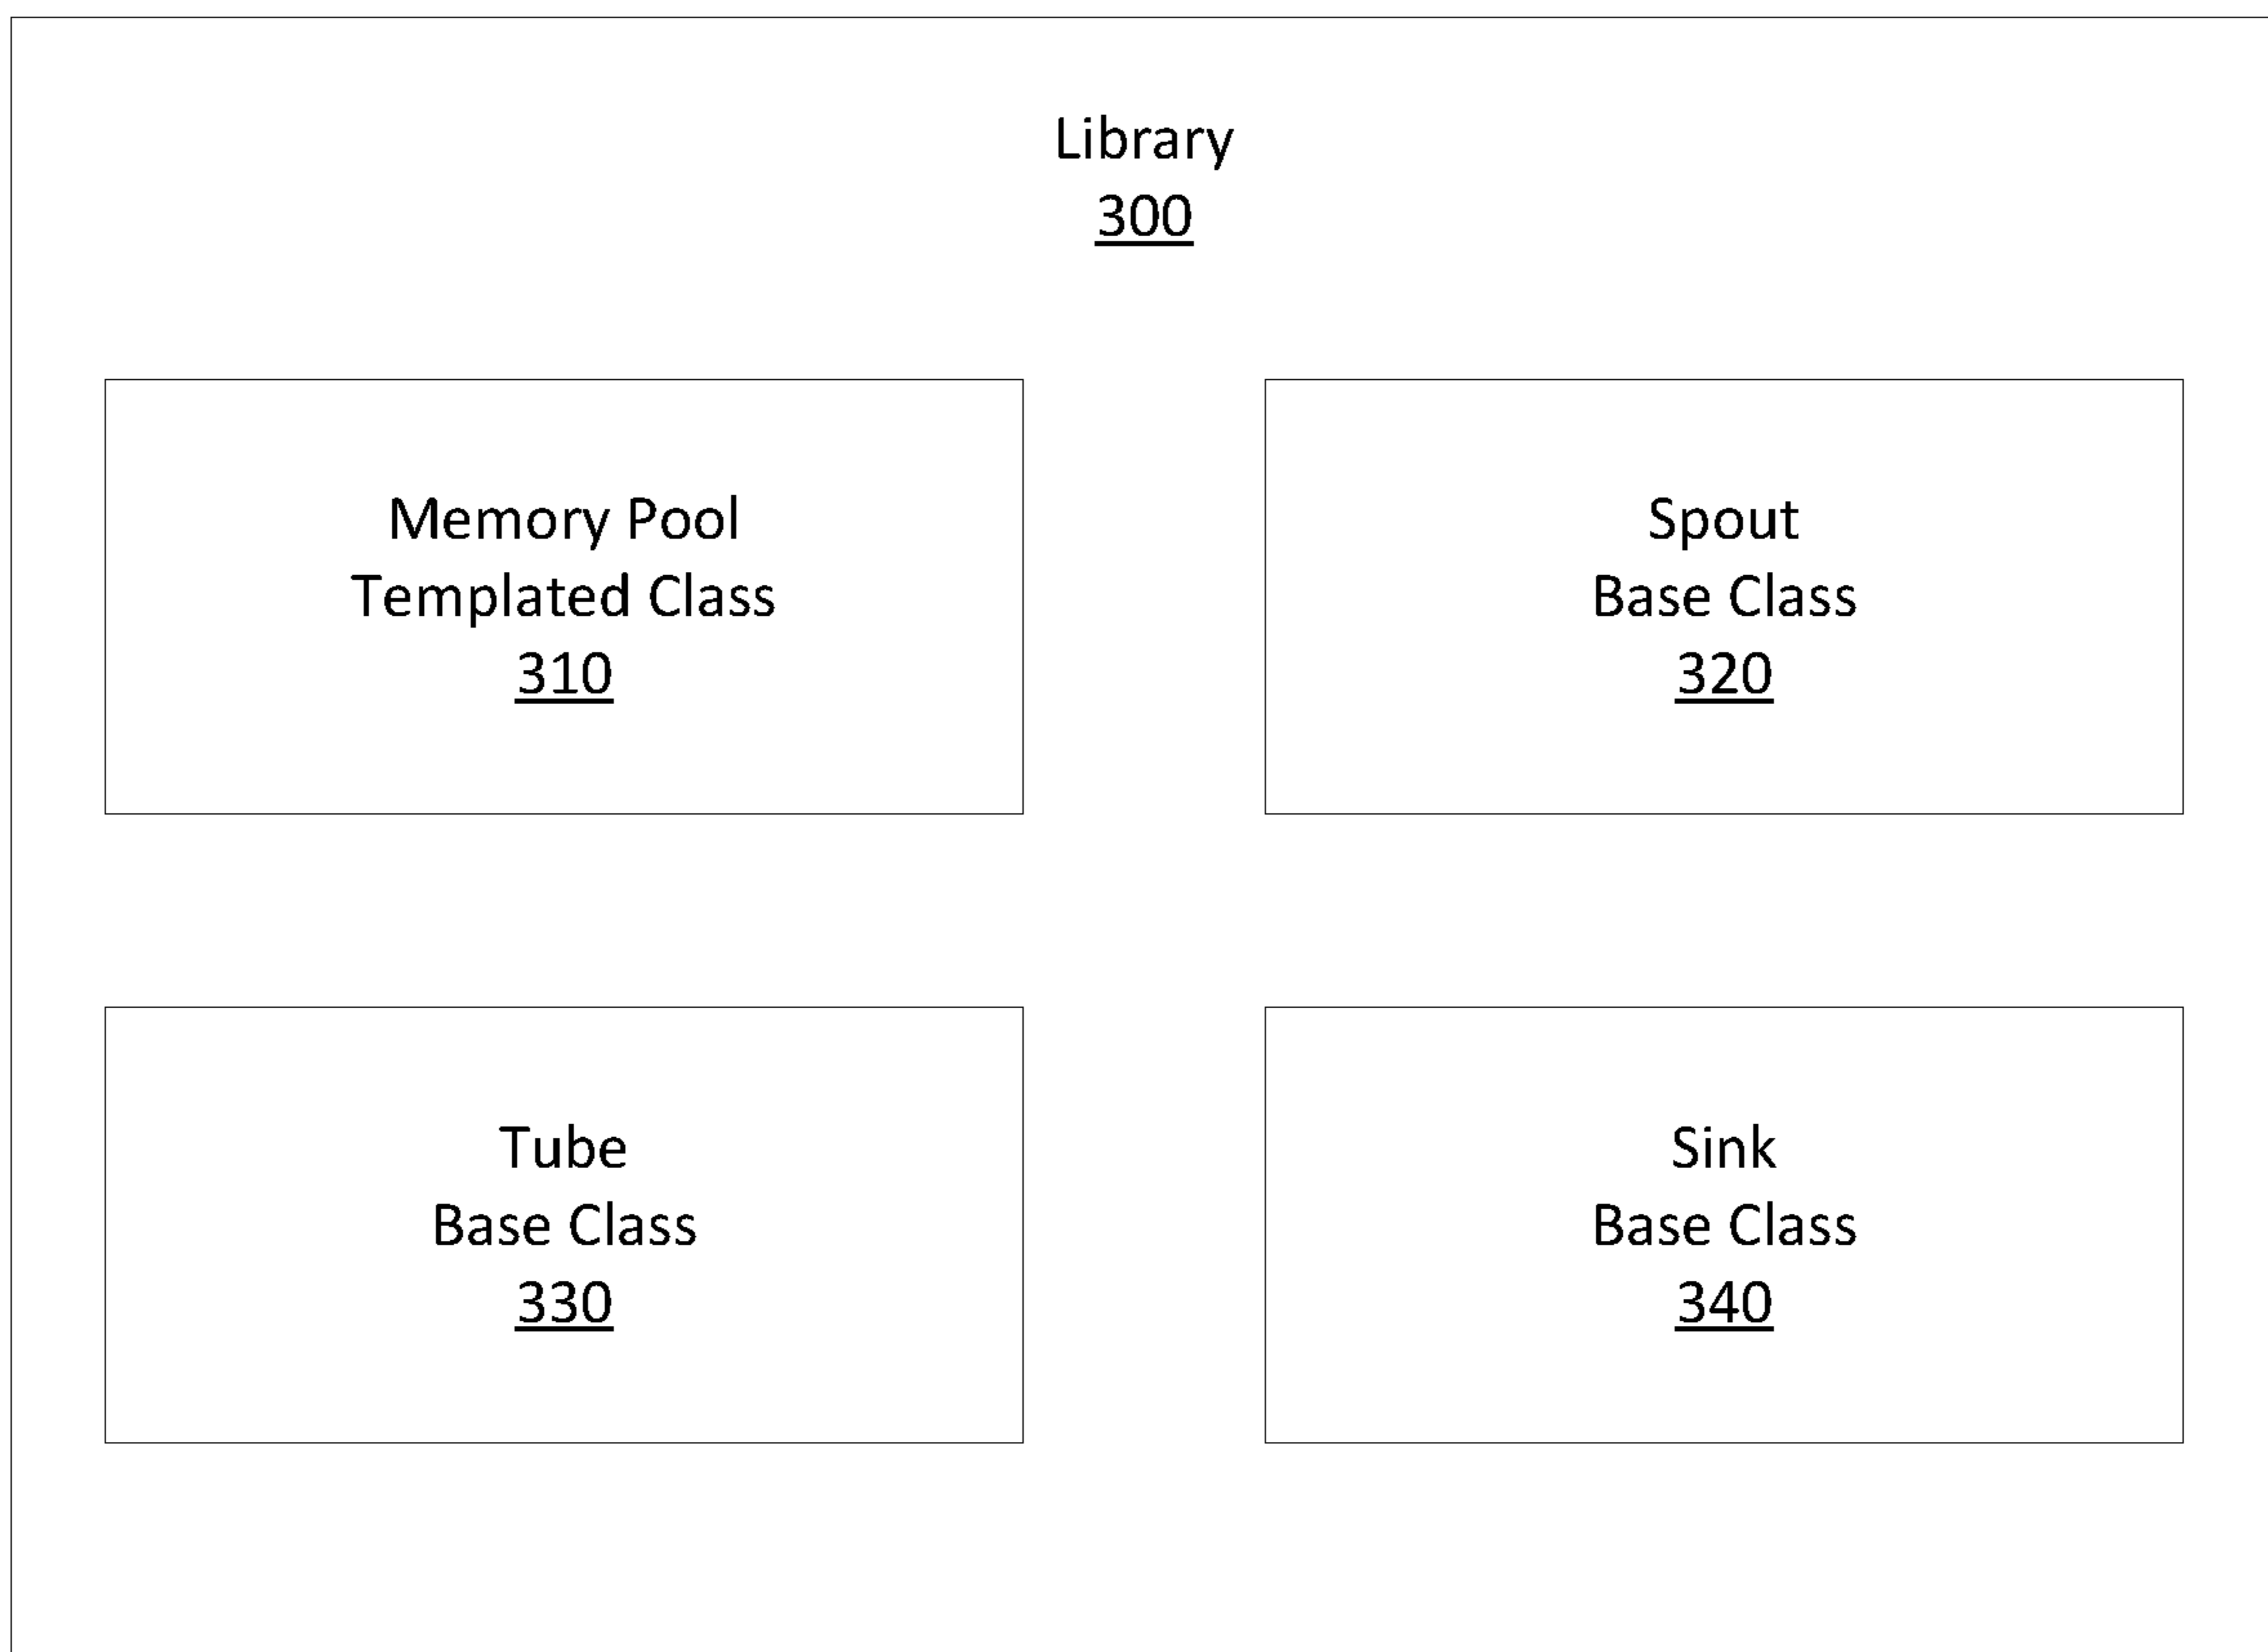 Library
300
Memory Pool
Templated Class
310
Spout
Base Class
320
Tube
Base Class
330
Sink
Base Class
340